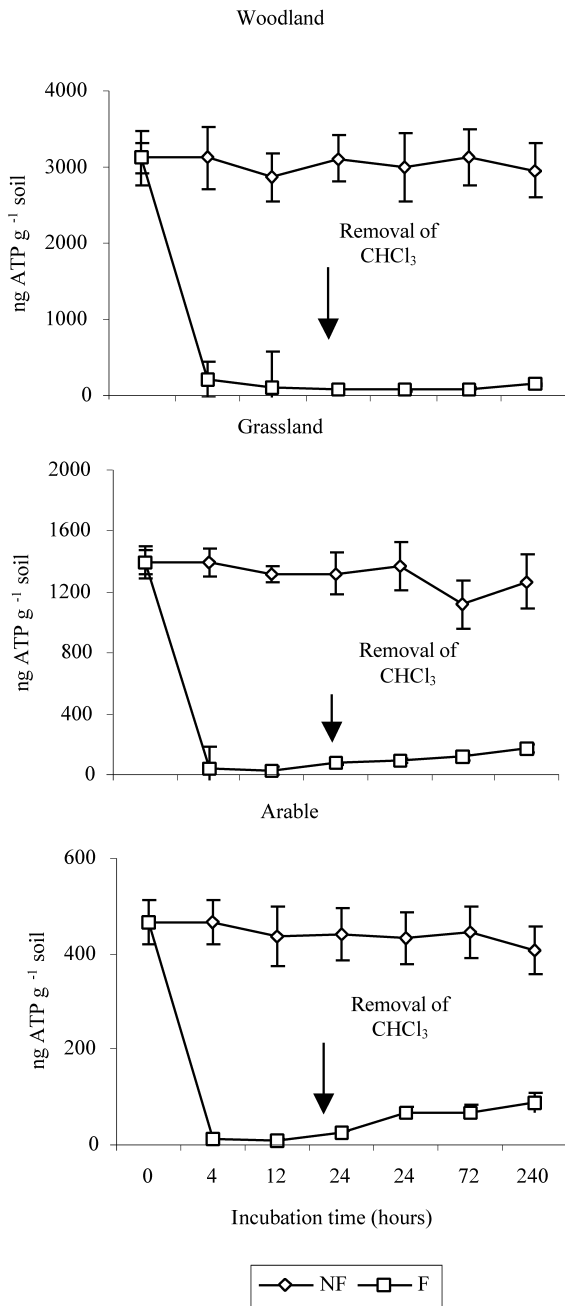 Woodland
4000
3000
2000
1000
0
ng ATP g -1 soil
Removal of
CHCl3
Grassland
2000
1600
1200
800
400
0
ng ATP g -1 soil
Removal of
CHCl3
Arable
600
400
200
0
ng ATP g -1 soil
Removal of
CHCl3
0 4 12 24 24 72 240
Incubation time (hours)
NF F